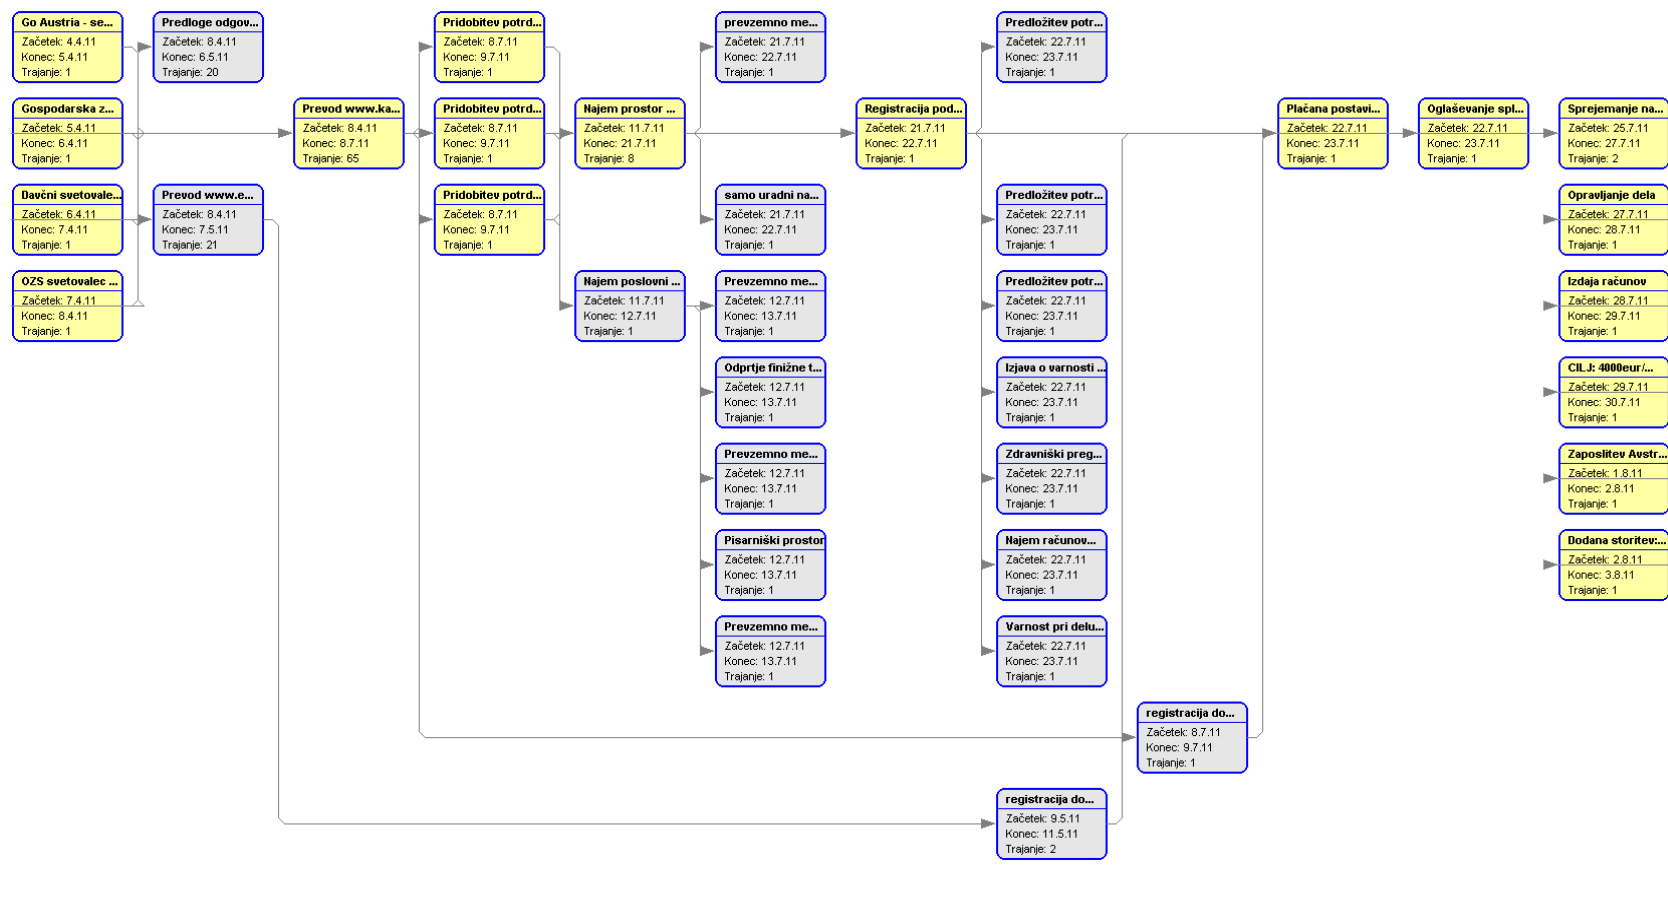 Go Austria - se...
Začetek: 4.4.11
Konec: 5.4.11
Trajanje: 1
Gospodarska z...
Začetek: 5.4.11
Konec: 6.4.11
Trajanje: 1
Davčni svetovale...
Začetek: 6.4.11
Konec: 7.4.11
Trajanje: 1
OZS svetovalec ...
Začetek: 7.4.11
Konec: 8.4.11
Trajanje: 1
Predloge odgov...
Začetek: 8.4.11
Konec: 6.5.11
Trajanje: 20
Prevod www.e...
Začetek: 8.4.11
Konec: 7.5.11
Trajanje: 21
Prevod www.ka...
Začetek: 8.4.11
Konec: 8.7.11
Trajanje: 65
Pridobitev potrd...
Začetek: 8.7.11
Konec: 9.7.11
Trajanje: 1
Pridobitev potrd...
Začetek: 8.7.11
Konec: 9.7.11
Trajanje: 1
Pridobitev potrd...
Začetek: 8.7.11
Konec: 9.7.11
Trajanje: 1
Najem prostor ...
Začetek: 11.7.11
Konec: 21.7.11
Trajanje: 8
Najem poslovni ...
Začetek: 11.7.11
Konec: 12.7.11
Trajanje: 1
prevzemno me...
Začetek: 21.7.11
Konec: 22.7.11
Trajanje: 1
samo uradni na...
Začetek: 21.7.11
Konec: 22.7.11
Trajanje: 1
Prevzemno me...
Začetek: 12.7.11
Konec: 13.7.11
Trajanje: 1
Odprtje finižne t...
Začetek: 12.7.11
Konec: 13.7.11
Trajanje: 1
Prevzemno me...
Začetek: 12.7.11
Konec: 13.7.11
Trajanje: 1
Pisarniški prostor
Začetek: 12.7.11
Konec: 13.7.11
Trajanje: 1
Prevzemno me...
Začetek: 12.7.11
Konec: 13.7.11
Trajanje: 1
Registracija pod...
Začetek: 21.7.11
Konec: 22.7.11
Trajanje: 1
Predložitev potr...
Začetek: 22.7.11
Konec: 23.7.11
Trajanje: 1
Predložitev potr...
Začetek: 22.7.11
Konec: 23.7.11
Trajanje: 1
Predložitev potr...
Začetek: 22.7.11
Konec: 23.7.11
Trajanje: 1
Izjava o varnosti ...
Začetek: 22.7.11
Konec: 23.7.11
Trajanje: 1
Zdravniški preg...
Začetek: 22.7.11
Konec: 23.7.11
Trajanje: 1
Najem računov...
Začetek: 22.7.11
Konec: 23.7.11
Trajanje: 1
Varnost pri delu...
Začetek: 22.7.11
Konec: 23.7.11
Trajanje: 1
registracija do...
Začetek: 9.5.11
Konec: 11.5.11
Trajanje: 2
registracija do...
Začetek: 8.7.11
Konec: 9.7.11
Trajanje: 1
Plačana postavi...
Začetek: 22.7.11
Konec: 23.7.11
Trajanje: 1
Oglaševanje spl...
Začetek: 22.7.11
Konec: 23.7.11
Trajanje: 1
Sprejemanje na...
Začetek: 25.7.11
Konec: 27.7.11
Trajanje: 2
Opravljanje dela
Začetek: 27.7.11
Konec: 28.7.11
Trajanje: 1
Izdaja računov
Začetek: 28.7.11
Konec: 29.7.11
Trajanje: 1
CILJ: 4000eur/...
Začetek: 29.7.11
Konec: 30.7.11
Trajanje: 1
Zaposlitev Avstr...
Začetek: 1.8.11
Konec: 2.8.11
Trajanje: 1
Dodana storitev:...
Začetek: 2.8.11
Konec: 3.8.11
Trajanje: 1